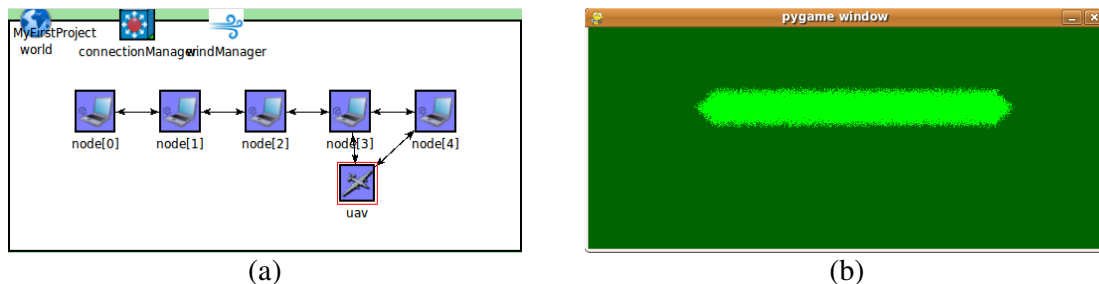 MyFirstProject
world
connectionManager
windManager
node[0] node[1] node[2] node[3] node[4]
uav
(a)
pygame window
(b)